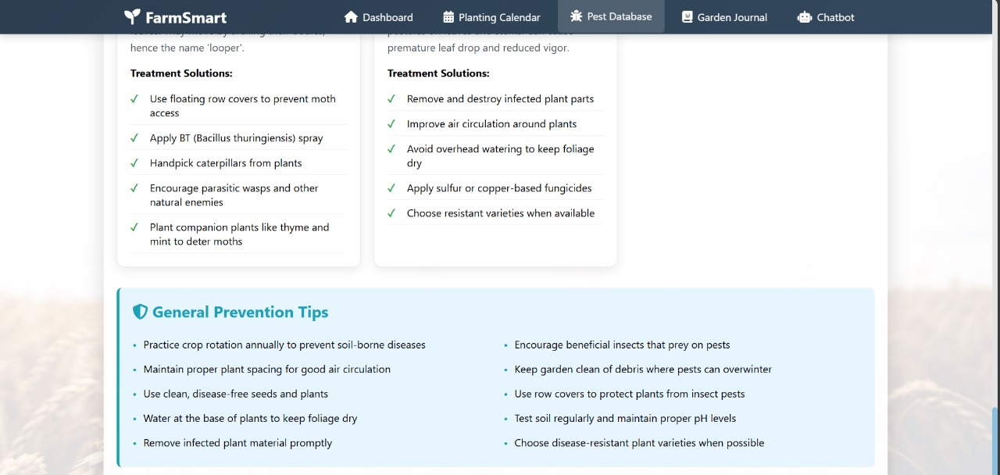 FarmSmart
Dashboard
Planting Calendar
Pest Database
Garden Journal
Chatbot
hence the name 'looper'.
Treatment Solutions:
✓ Use floating row covers to prevent moth
access
✓ Apply BT (Bacillus thuringiensis) spray
✓ Handpick caterpillars from plants
✓ Encourage parasitic wasps and other
natural enemies
✓ Plant companion plants like thyme and
mint to deter moths
premature leaf drop and reduced vigor.
Treatment Solutions:
✓ Remove and destroy infected plant parts
✓ Improve air circulation around plants
✓ Avoid overhead watering to keep foliage
dry
✓ Apply sulfur or copper-based fungicides
✓ Choose resistant varieties when available
General Prevention Tips
• Practice crop rotation annually to prevent soil-borne diseases
• Maintain proper plant spacing for good air circulation
• Use clean, disease-free seeds and plants
• Water at the base of plants to keep foliage dry
• Remove infected plant material promptly
• Encourage beneficial insects that prey on pests
• Keep garden clean of debris where pests can overwinter
• Use row covers to protect plants from insect pests
• Test soil regularly and maintain proper pH levels
• Choose disease-resistant plant varieties when possible